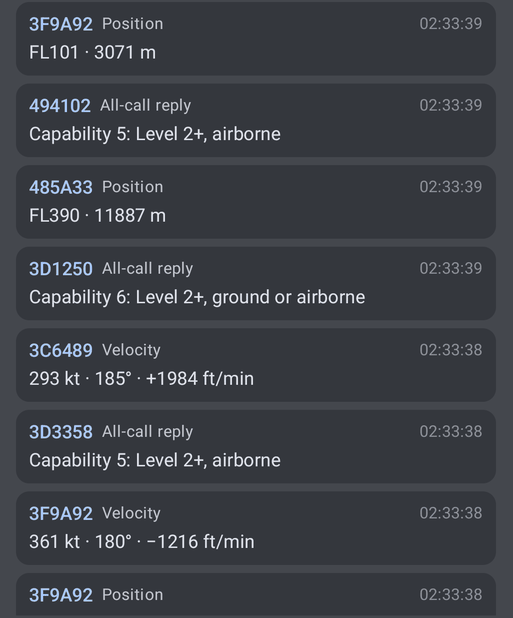 3F9A92 Position 02:33:39
FL101 · 3071 m
494102 All-call reply 02:33:39
Capability 5: Level 2+, airborne
485A33 Position 02:33:39
FL390 · 11887 m
3D1250 All-call reply 02:33:39
Capability 6: Level 2+, ground or airborne
3C6489 Velocity 02:33:38
293 kt · 185° · +1984 ft/min
3D3358 All-call reply 02:33:38
Capability 5: Level 2+, airborne
3F9A92 Velocity 02:33:38
361 kt · 180° · −1216 ft/min
3F9A92 Position 02:33:38